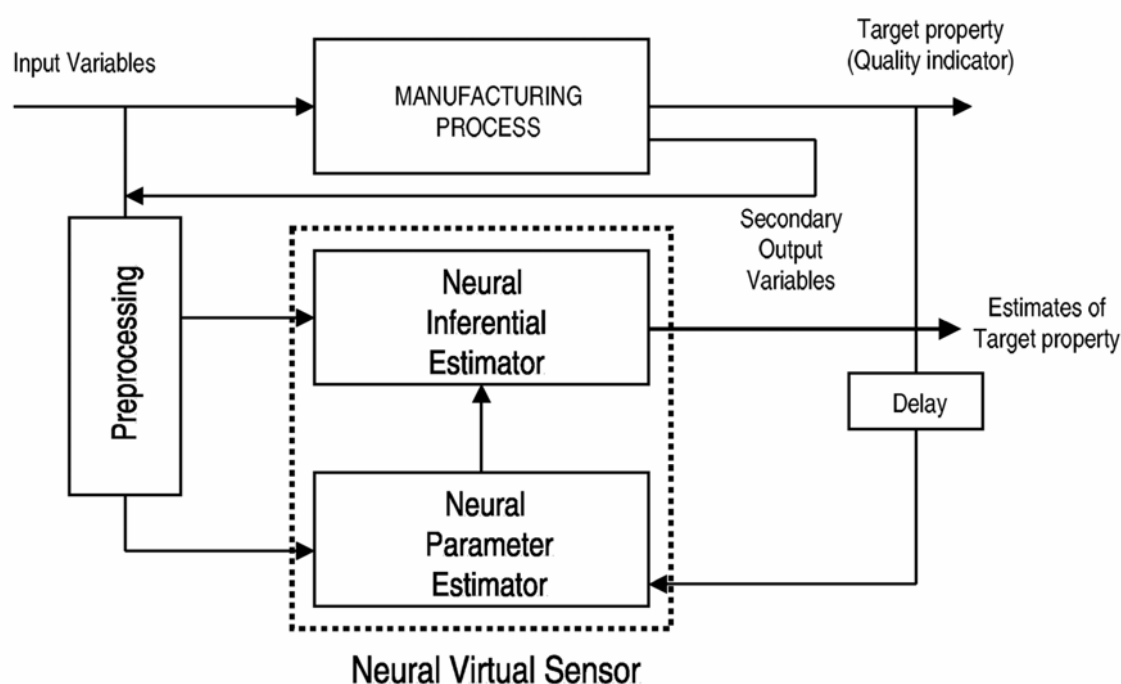 Input Variables
MANUFACTURING
PROCESS
Target property
(Quality indicator)
Secondary
Output
Variables
Preprocessing
Neural
Inferential
Estimator
Estimates of
Target property
Delay
Neural
Parameter
Estimator
Neural Virtual Sensor